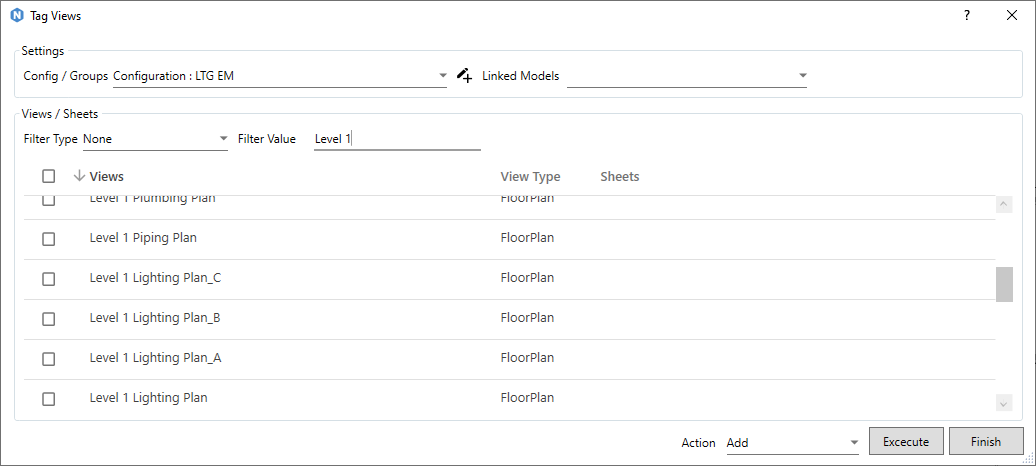 Tag Views
?
Settings
Config / Groups Configuration : LTG EM Linked Models
Views / Sheets
Filter Type None Filter Value Level 1
Views View Type Sheets
Level 1 Plumbing Plan FloorPlan
Level 1 Piping Plan FloorPlan
Level 1 Lighting Plan_C FloorPlan
Level 1 Lighting Plan_B FloorPlan
Level 1 Lighting Plan_A FloorPlan
Level 1 Lighting Plan FloorPlan
Action Add Excecute Finish